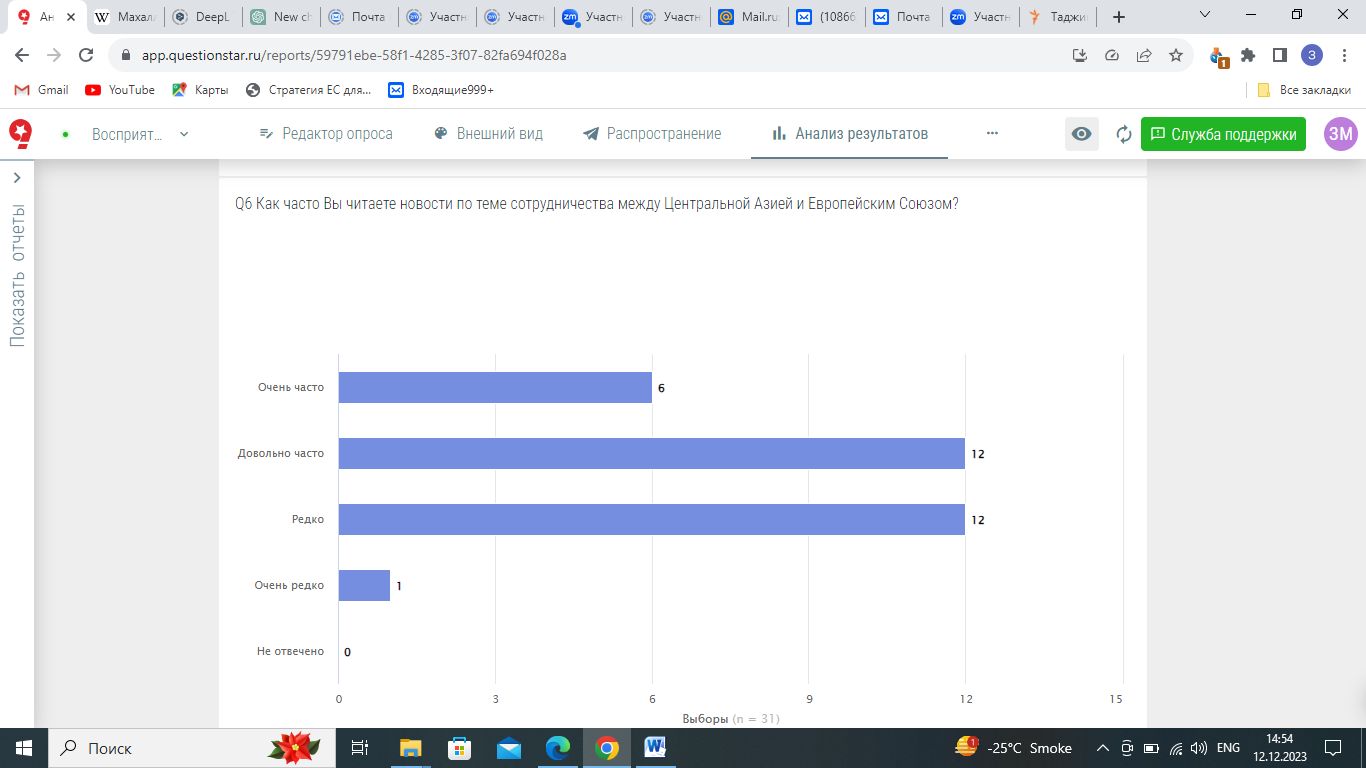 Ан
Махал
DeepL
New ch
Почта
Участн
Участн
Участн
Участн
Mail.ru
(10866
Почта
Участн
Таджи
app.questionstar.ru/reports/59791ebe-58f1-4285-3f07-82fa694f028a
1
З
Gmail
YouTube
Карты
Стратегия ЕС для...
Входящие999+
Все закладки
Восприят...
Редактор опроса
Внешний вид
Распространение
Анализ результатов
Служба поддержки
ЗМ
Показать отчеты
Q6 Как часто Вы читаете новости по теме сотрудничества между Центральной Азией и Европейским Союзом?
Очень часто 6
Довольно часто 12
Редко 12
Очень редко 1
Не отвечено 0
0 3 6 9 12 15
Выборы (n = 31)
Поиск
1
-25°C Smoke
ENG
14:54
12.12.2023